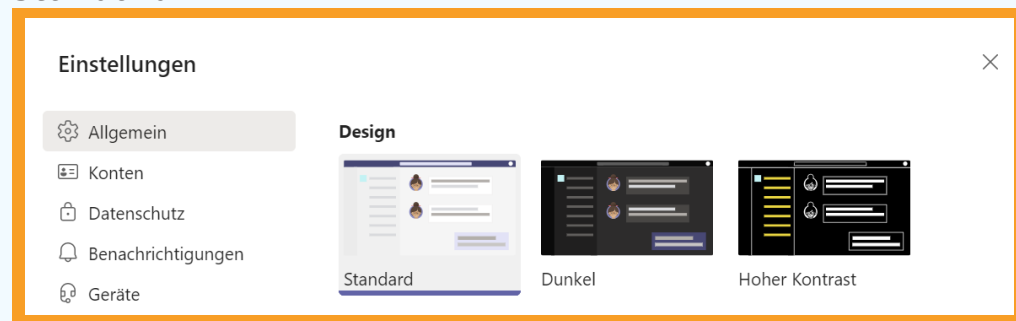 Einstellungen
Allgemein
Konten
Datenschutz
Benachrichtigungen
Geräte
Design
Standard
Dunkel
Hoher Kontrast